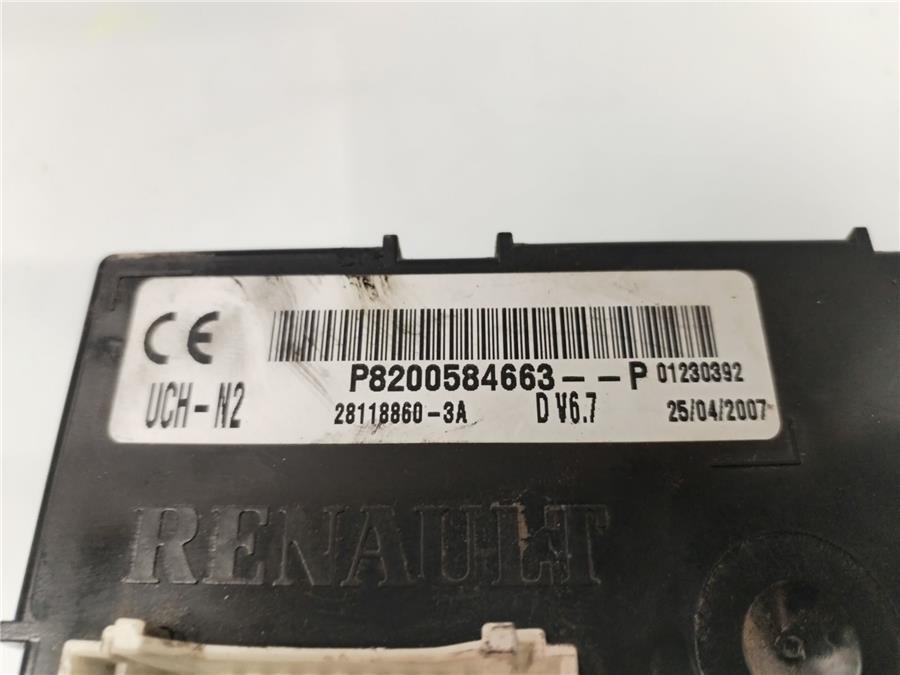 CE
P8200584663--P 01230392
UCH-N2 28118860-3A D V6.7 25/04/2007
RENAULT